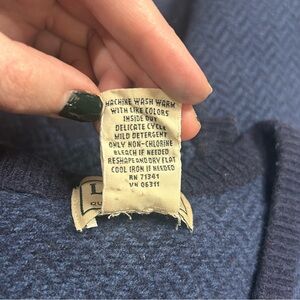 MACHINE WASH WARM
WITH LIKE COLORS
INSIDE OUT
DELICATE CYCLE
MILD DETERGENT
ONLY NON-CHLORINE
BLEACH IF NEEDED
RESHAPE AND DRY FLAT
COOL IRON IF NEEDED
RN 71341
VN 06311
L
QU